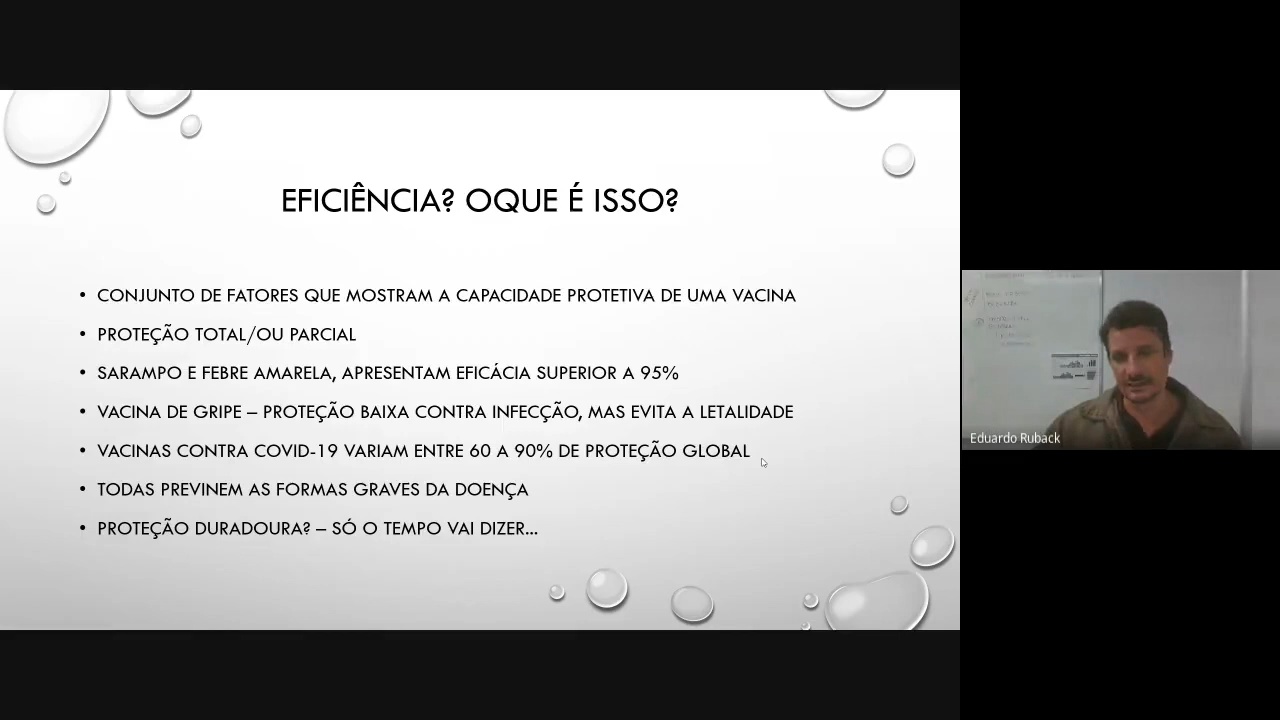 EFICIÊNCIA? OQUE É ISSO?
• CONJUNTO DE FATORES QUE MOSTRAM A CAPACIDADE PROTETIVA DE UMA VACINA
• PROTEÇÃO TOTAL/OU PARCIAL
• SARAMPO E FEBRE AMARELA, APRESENTAM EFICÁCIA SUPERIOR A 95%
• VACINA DE GRIPE – PROTEÇÃO BAIXA CONTRA INFECÇÃO, MAS EVITA A LETALIDADE
• VACINAS CONTRA COVID-19 VARIAM ENTRE 60 A 90% DE PROTEÇÃO GLOBAL
• TODAS PREVINEM AS FORMAS GRAVES DA DOENÇA
• PROTEÇÃO DURADOURA? – SÓ O TEMPO VAI DIZER...
Eduardo Ruback